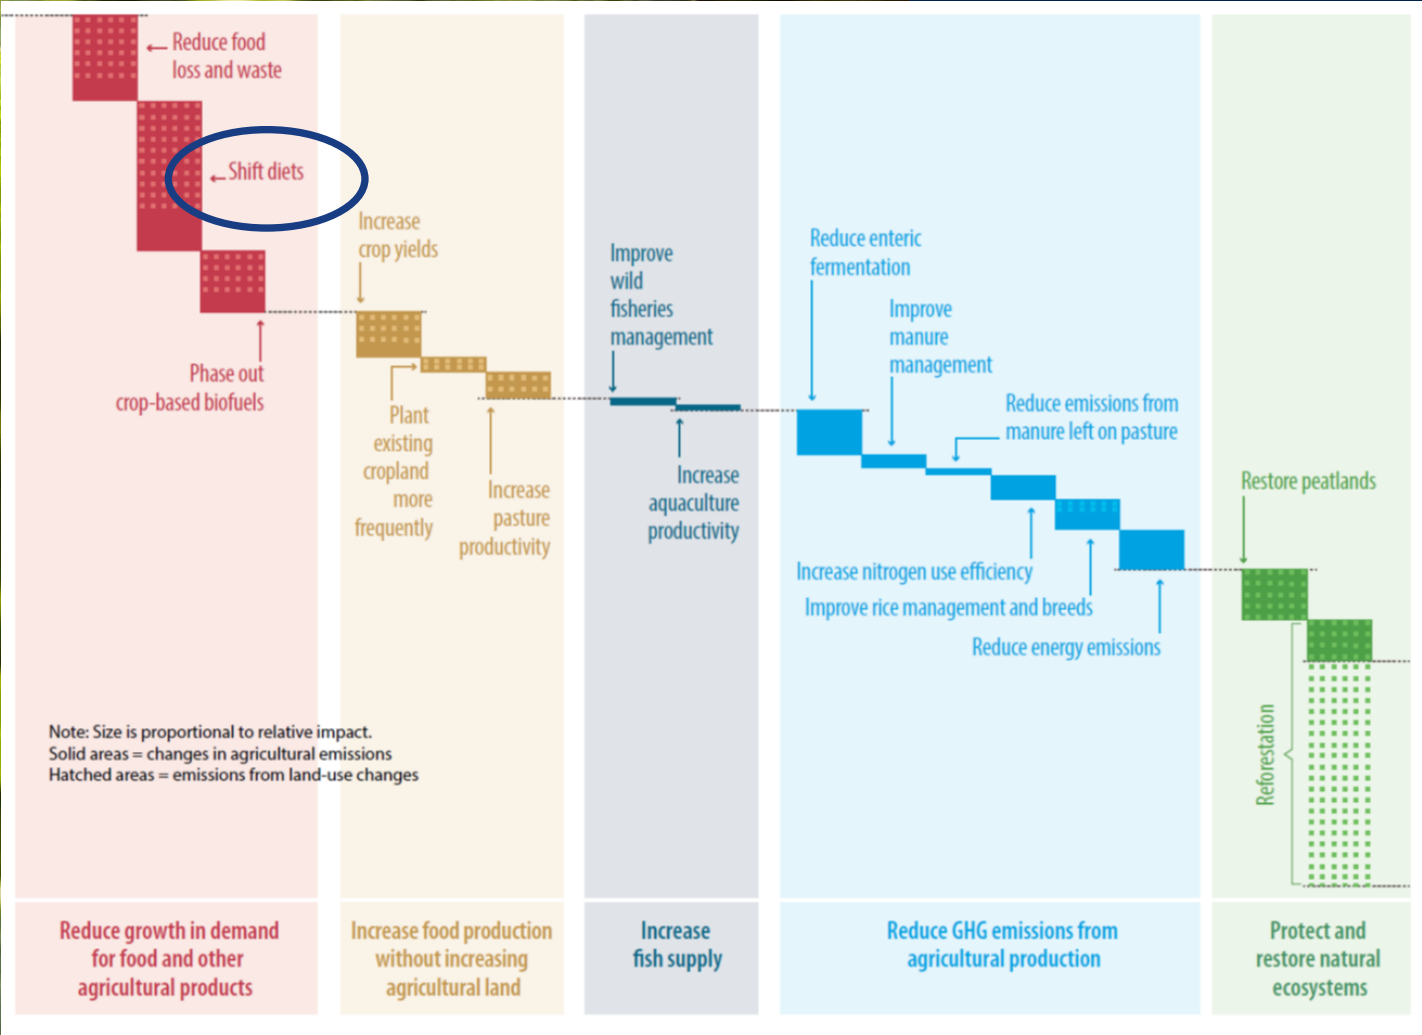 Reduce food
loss and waste
Shift diets
Phase out
crop-based biofuels
Increase
crop yields
Plant
existing
cropland
more
frequently
Increase
pasture
productivity
Improve
wild
fisheries
management
Increase
aquaculture
productivity
Reduce enteric
fermentation
Improve
manure
management
Reduce emissions from
manure left on pasture
Increase nitrogen use efficiency
Improve rice management and breeds
Reduce energy emissions
Restore peatlands
Reforestation
Note: Size is proportional to relative impact.
Solid areas = changes in agricultural emissions
Hatched areas = emissions from land-use changes
Reduce growth in demand
for food and other
agricultural products
Increase food production
without increasing
agricultural land
Increase
fish supply
Reduce GHG emissions from
agricultural production
Protect and
restore natural
ecosystems